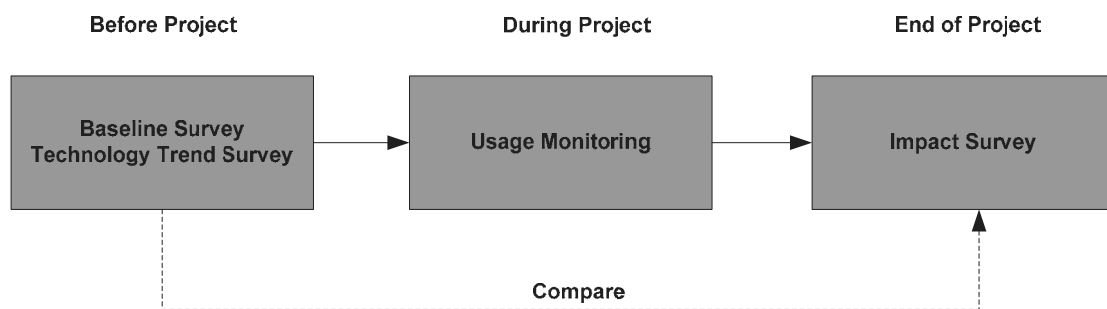 Before Project
During Project
End of Project
Baseline Survey
Technology Trend Survey
Usage Monitoring
Impact Survey
Compare